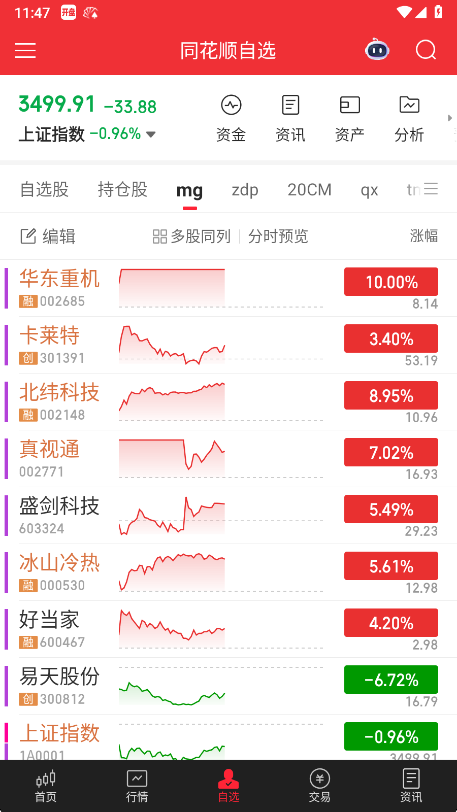 11:47 开盘
同花顺自选
3499.91 -33.88
上证指数 -0.96%
资金 资讯 资产 分析
自选股 持仓股 mg zdp 20CM qx
编辑 多股同列 分时预览 涨幅
华东重机 10.00%
融 002685 8.14
卡莱特 3.40%
创 301391 53.19
北纬科技 8.95%
融 002148 10.96
真视通 7.02%
002771 16.93
盛剑科技 5.49%
603324 29.23
冰山冷热 5.61%
融 000530 12.98
好当家 4.20%
融 600467 2.98
易天股份 -6.72%
创 300812 16.79
上证指数 -0.96%
1A0001 3499.91
首页 行情 自选 交易 资讯